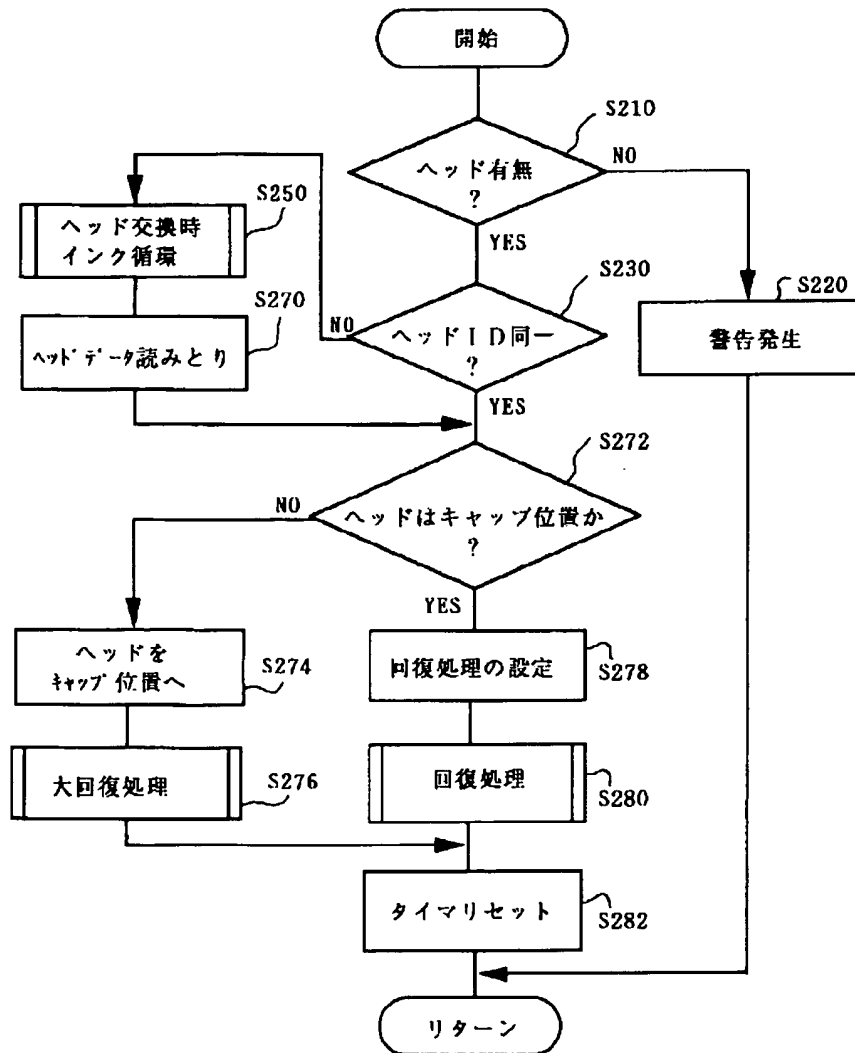 開始
S210
ヘッド有無
?
NO
YES
S250
ヘッド交換時
インク循環
S230
ヘッドID同一
?
NO
YES
S220
警告発生
S270
ヘッドデータ読みとり
S272
ヘッドはキャップ位置か
?
NO
YES
ヘッドを
キャップ位置へ
S274
回復処理の設定
S278
大回復処理
S276
回復処理
S280
タイマリセット
S282
リターン